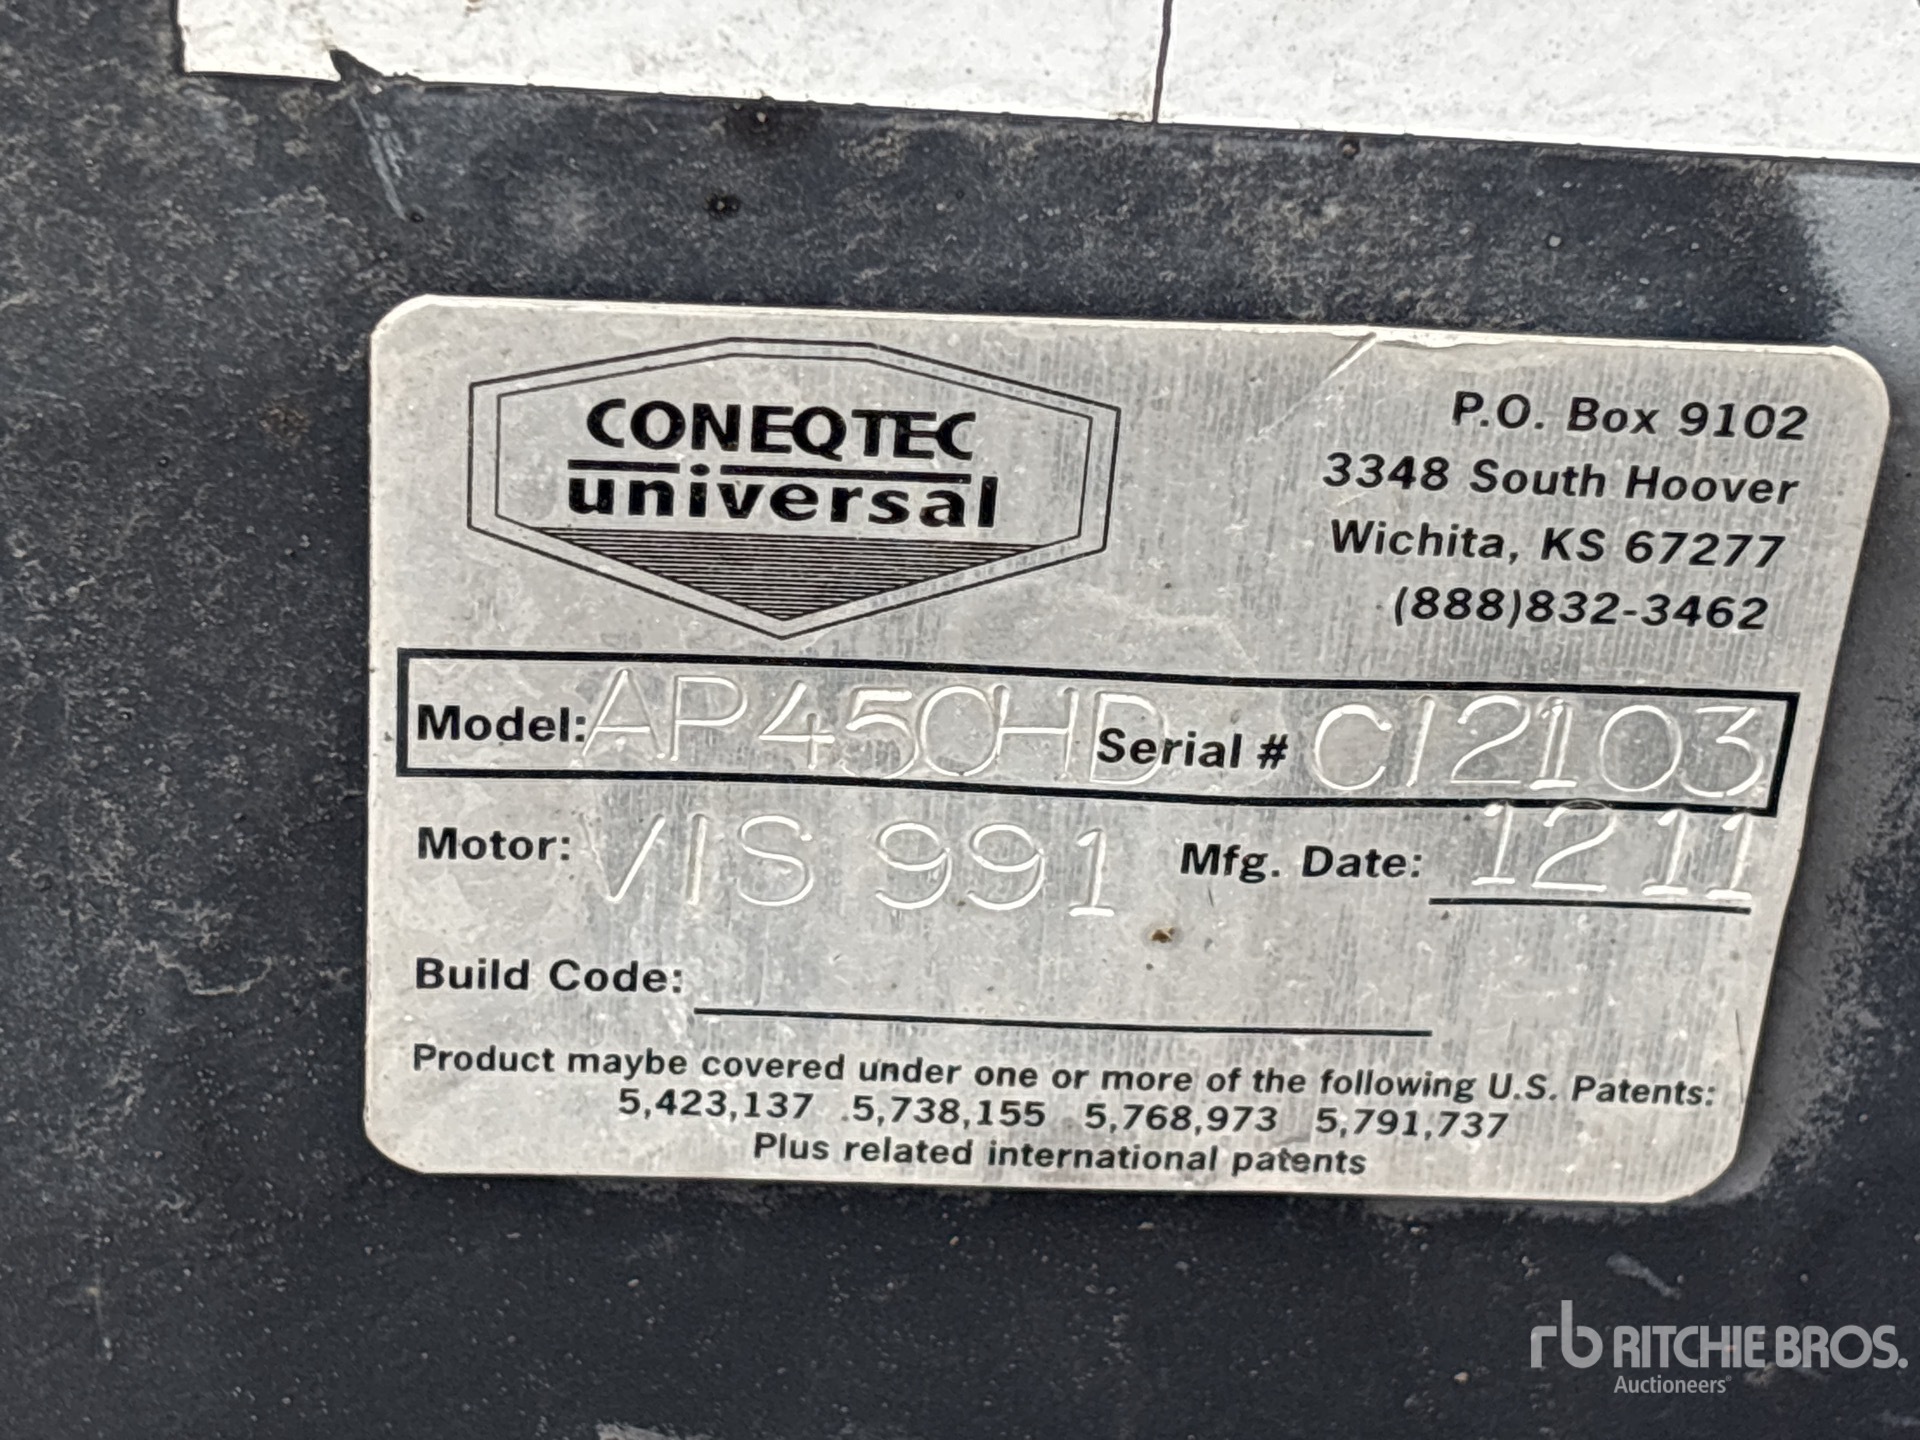 CONEQTEC
universal
P.O. Box 9102
3348 South Hoover
Wichita, KS 67277
(888)832-3462
Model: AP450HD Serial # C12103
Motor: VIS 991 Mfg. Date: 1211
Build Code:
Product maybe covered under one or more of the following U.S. Patents:
5,423,137 5,738,155 5,768,973 5,791,737
Plus related international patents
rb RITCHIE BROS.
Auctioneers